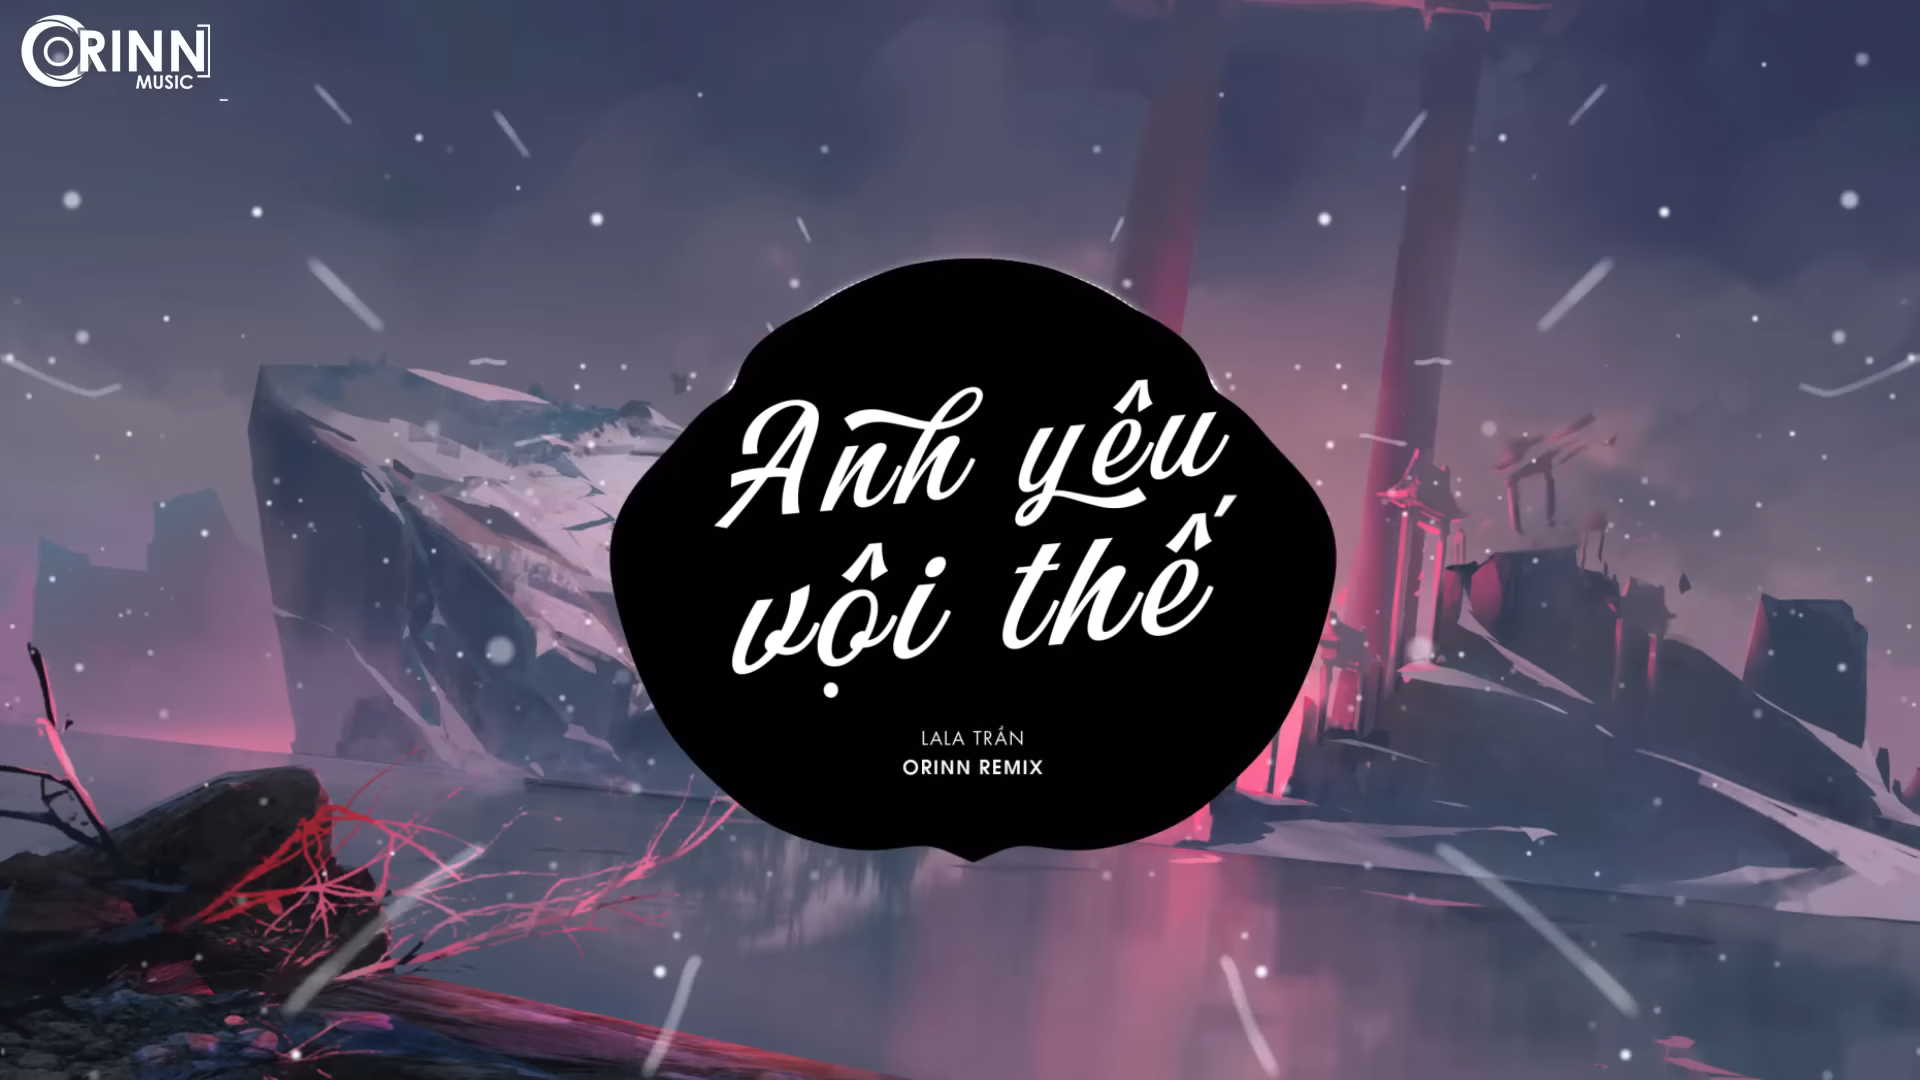 ORINN
MUSIC
Anh yêu
vội thế
LALA TRẦN
ORINN REMIX